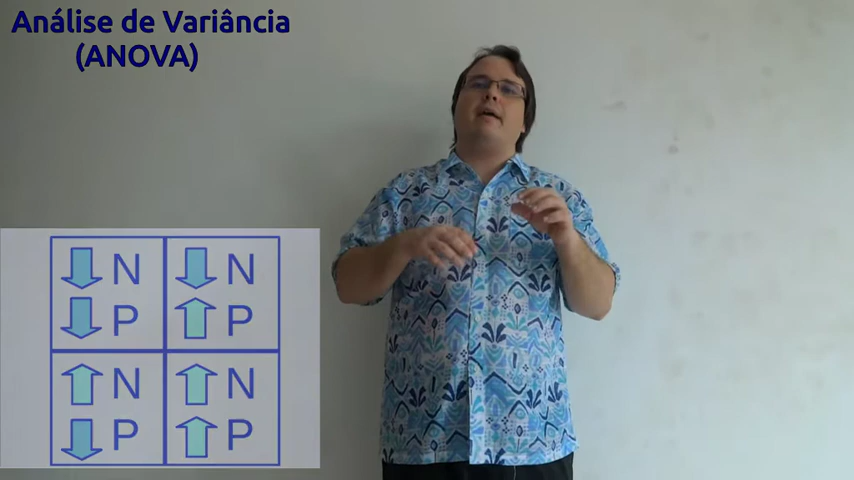 Análise de Variância
(ANOVA)
N N
P P
N N
P P